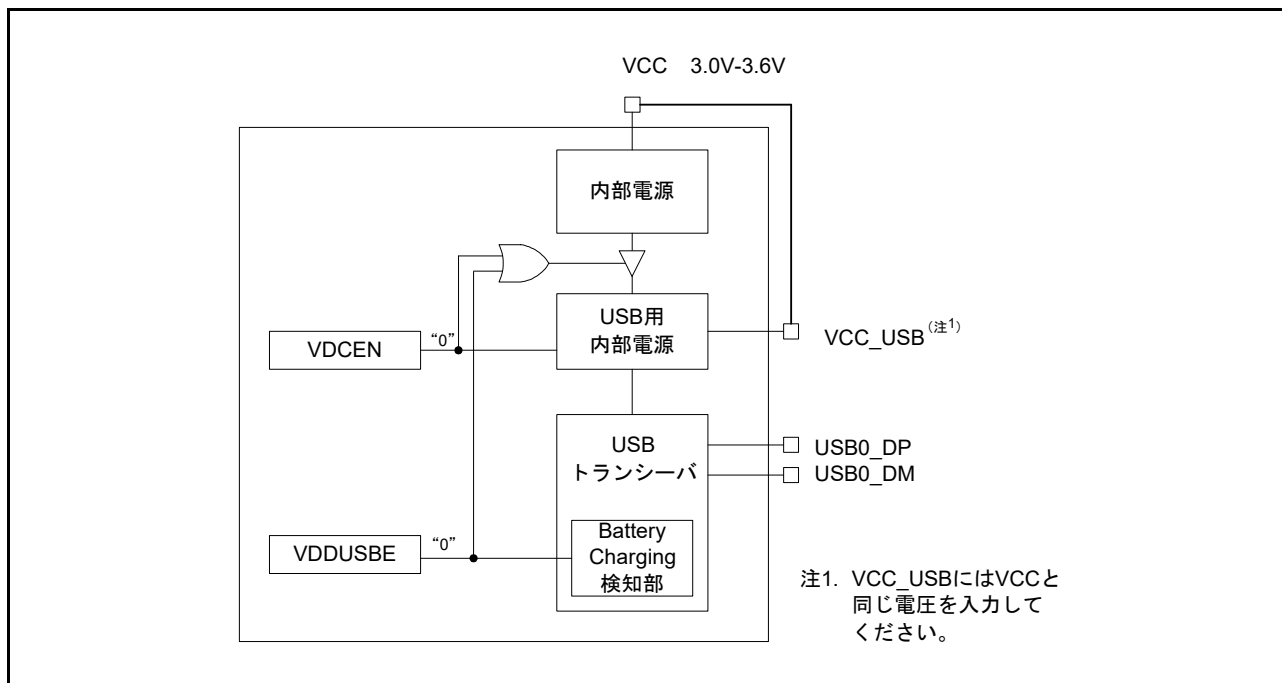 VCC 3.0V-3.6V
内部電源
USB用
内部電源
VCC_USB(注1)
VDCEN
“0”
USB
トランシーバ
USB0_DP
USB0_DM
Battery
Charging
検知部
VDDUSBE
“0”
注1. VCC_USBにはVCCと
同じ電圧を入力して
ください。